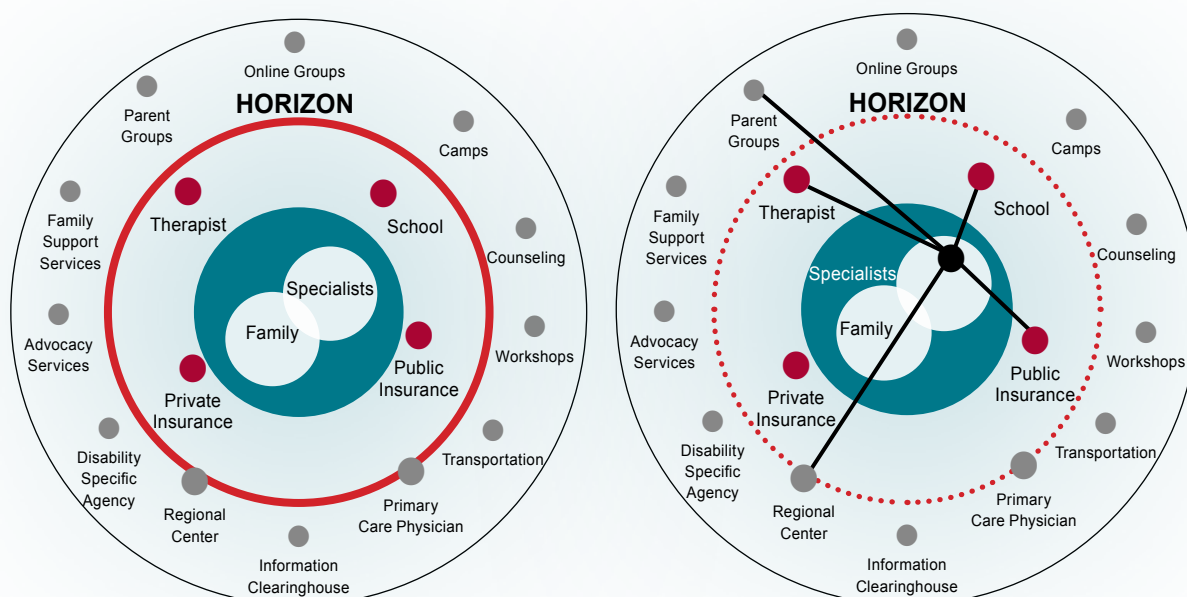 Online Groups
HORIZON
Parent
Groups
Camps
Therapist
School
Family
Support
Services
Counseling
Specialists
Family
Advocacy
Services
Workshops
Public
Insurance
Private
Insurance
Disability
Specific
Agency
Transportation
Regional
Center
Primary
Care Physician
Information
Clearinghouse
Online Groups
HORIZON
Parent
Groups
Camps
Therapist
School
Family
Support
Services
Counseling
Specialists
Family
Advocacy
Services
Workshops
Public
Insurance
Private
Insurance
Disability
Specific
Agency
Transportation
Regional
Center
Primary
Care Physician
Information
Clearinghouse